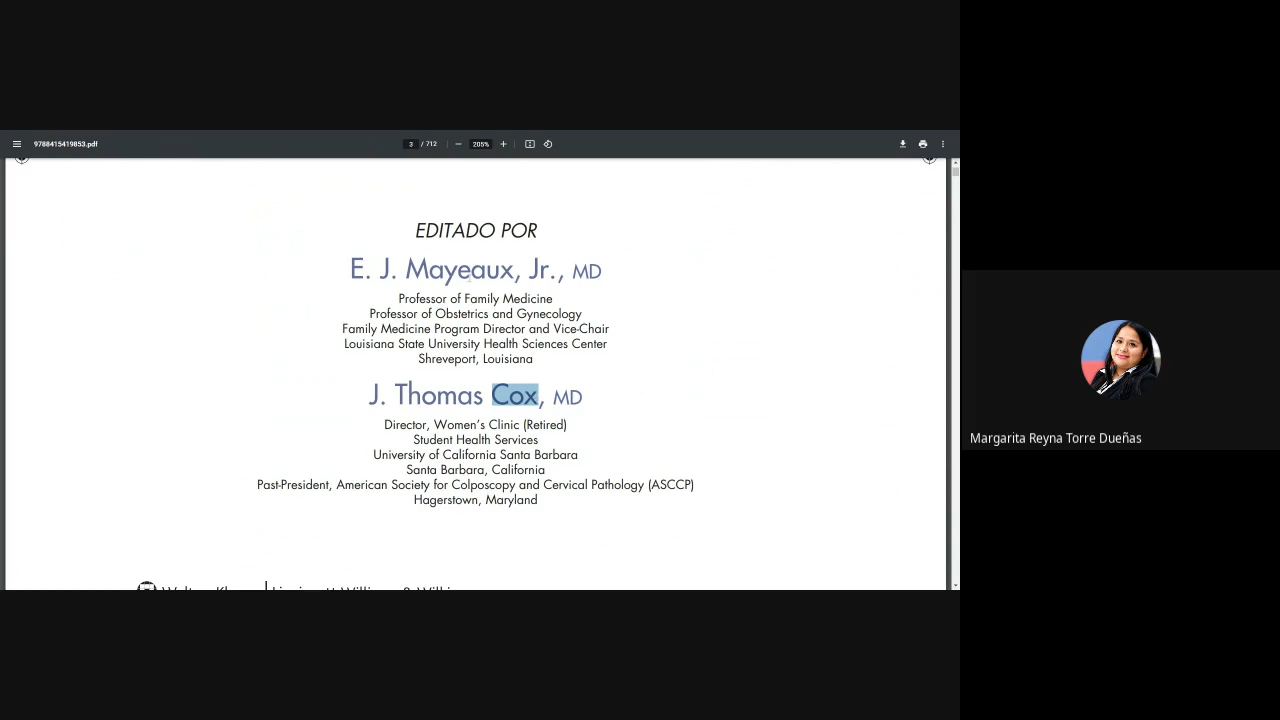 9788415419853.pdf
3 / 712
205%
EDITADO POR
E. J. Mayeaux, Jr., MD
Professor of Family Medicine
Professor of Obstetrics and Gynecology
Family Medicine Program Director and Vice-Chair
Louisiana State University Health Sciences Center
Shreveport, Louisiana
J. Thomas Cox, MD
Director, Women's Clinic (Retired)
Student Health Services
University of California Santa Barbara
Santa Barbara, California
Past-President, American Society for Colposcopy and Cervical Pathology (ASCCP)
Hagerstown, Maryland
Margarita Reyna Torre Dueñas